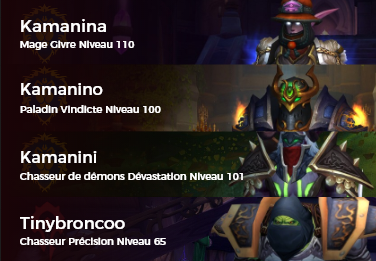 Kamanina
Mage Givre Niveau 110
Kamanino
Paladin Vindicte Niveau 100
Kamanini
Chasseur de démons Dévastation Niveau 101
Tinybroncoo
Chasseur Précision Niveau 65